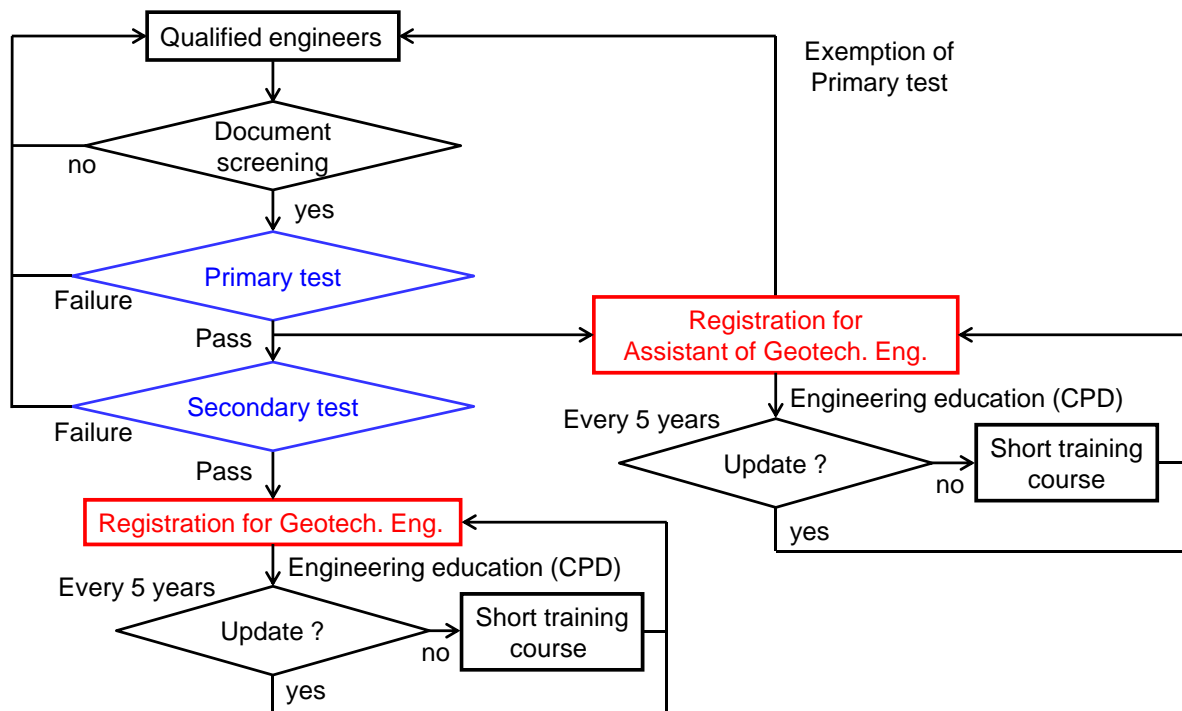 Qualified engineers
Exemption of
Primary test
Document
screening
no
yes
Primary test
Failure
Pass
Registration for
Assistant of Geotech. Eng.
Secondary test
Failure
Engineering education (CPD)
Every 5 years
Update ?
no
Short training
course
yes
Pass
Registration for Geotech. Eng.
Engineering education (CPD)
Every 5 years
Update ?
no
Short training
course
yes